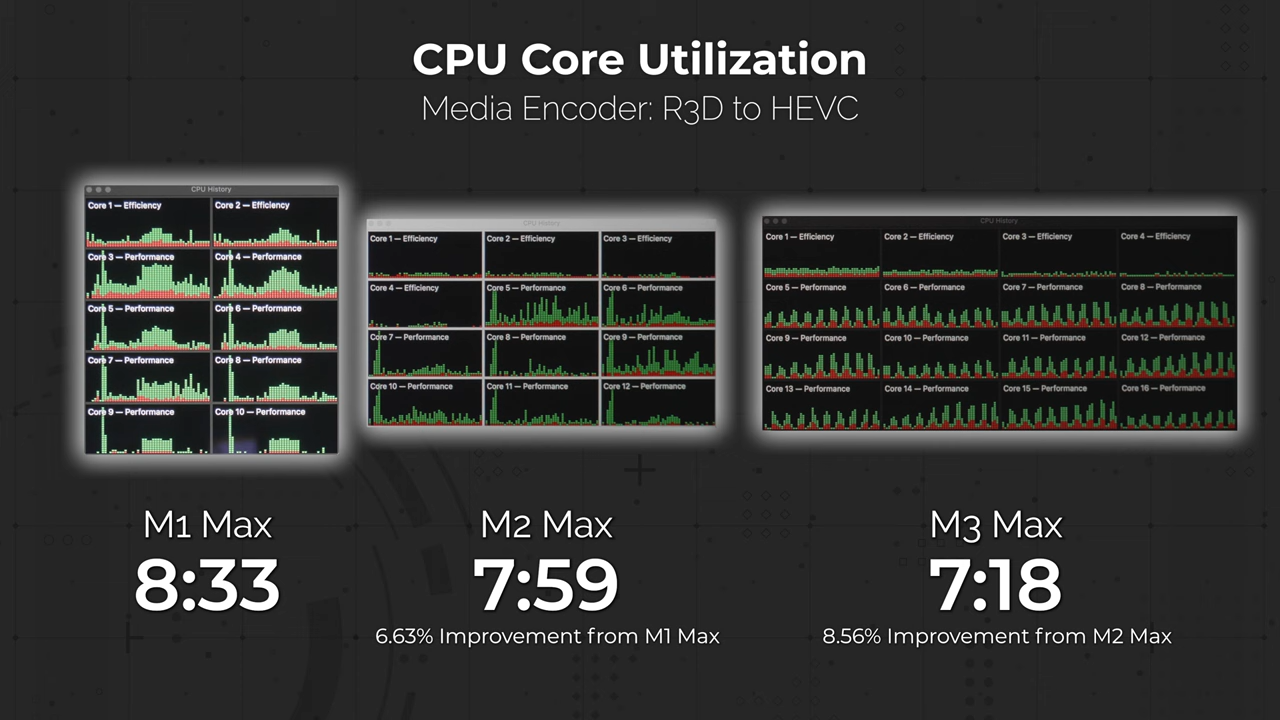 CPU Core Utilization
Media Encoder: R3D to HEVC
CPU History
Core 1 — Efficiency
Core 2 — Efficiency
Core 3 — Performance
Core 4 — Performance
Core 5 — Performance
Core 6 — Performance
Core 7 — Performance
Core 8 — Performance
Core 9 — Performance
Core 10 — Performance
CPU History
Core 1 — Efficiency
Core 2 — Efficiency
Core 3 — Efficiency
Core 4 — Efficiency
Core 5 — Performance
Core 6 — Performance
Core 7 — Performance
Core 8 — Performance
Core 9 — Performance
Core 10 — Performance
Core 11 — Performance
Core 12 — Performance
CPU History
Core 1 — Efficiency
Core 2 — Efficiency
Core 3 — Efficiency
Core 4 — Efficiency
Core 5 — Performance
Core 6 — Performance
Core 7 — Performance
Core 8 — Performance
Core 9 — Performance
Core 10 — Performance
Core 11 — Performance
Core 12 — Performance
Core 13 — Performance
Core 14 — Performance
Core 15 — Performance
Core 16 — Performance
M1 Max
8:33
M2 Max
7:59
6.63% Improvement from M1 Max
M3 Max
7:18
8.56% Improvement from M2 Max